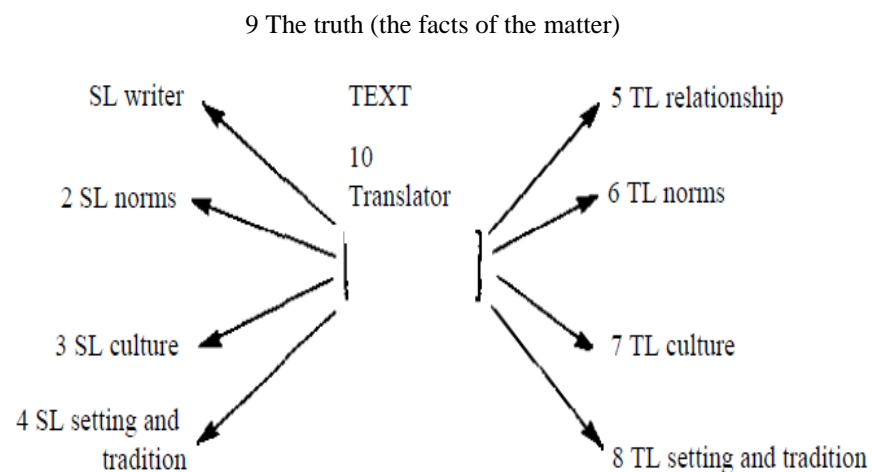 9 The truth (the facts of the matter)
SL writer
TEXT
5 TL relationship
10
Translator
2 SL norms
6 TL norms
3 SL culture
7 TL culture
4 SL setting and
tradition
8 TL setting and tradition